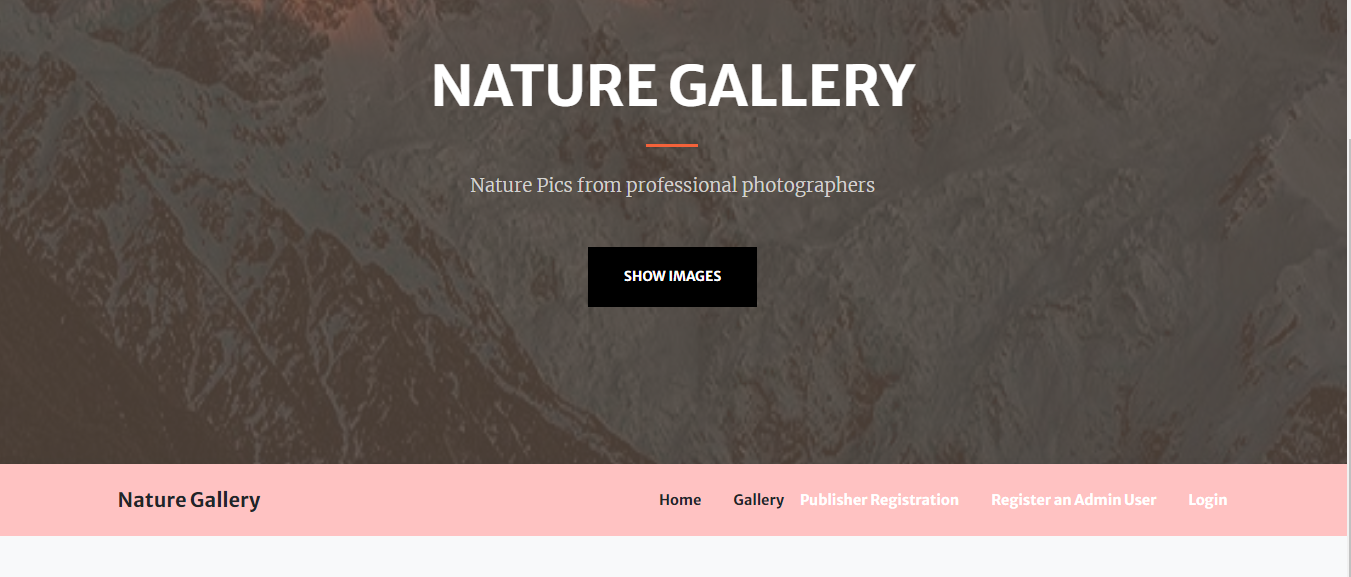 NATURE GALLERY
Nature Pics from professional photographers
SHOW IMAGES
Nature Gallery Home Gallery Publisher Registration Register an Admin User Login